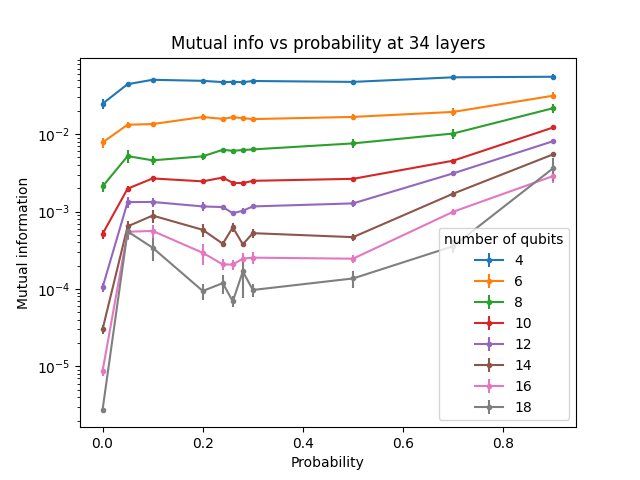 Mutual info vs probability at 34 layers
Mutual information
10⁻²
10⁻³
10⁻⁴
10⁻⁵
number of qubits
4
6
8
10
12
14
16
18
0.0 0.2 0.4 0.6 0.8
Probability